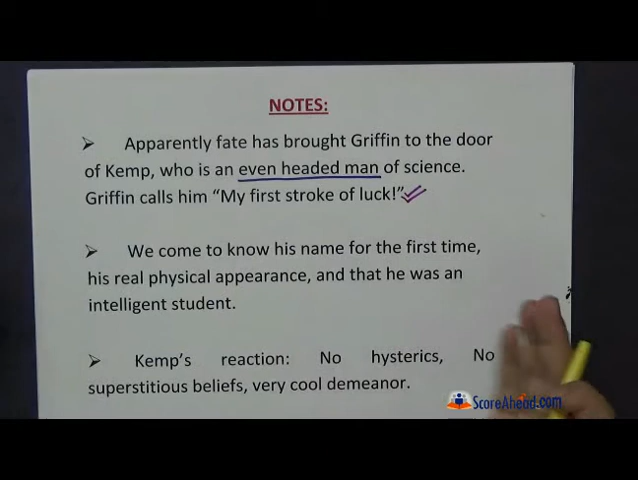 NOTES:
Apparently fate has brought Griffin to the door
of Kemp, who is an even headed man of science.
Griffin calls him “My first stroke of luck!”
We come to know his name for the first time,
his real physical appearance, and that he was an
intelligent student.
Kemp’s reaction: No hysterics, No
superstitious beliefs, very cool demeanor.
ScoreAhead.com